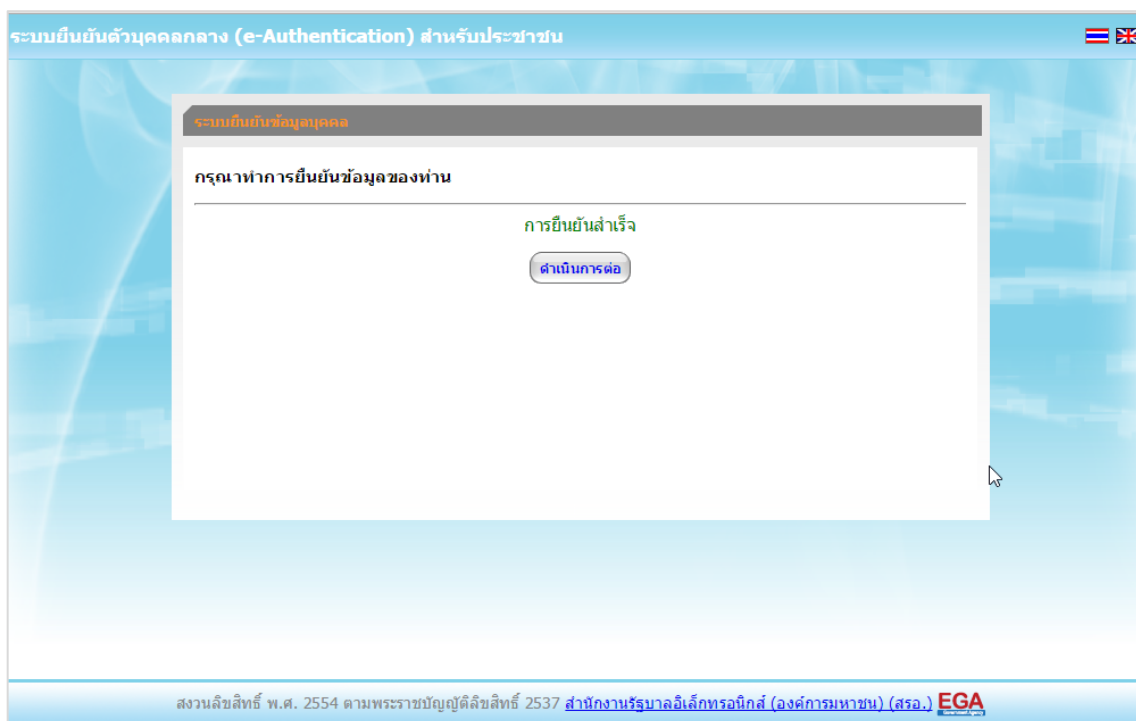 ระบบยืนยันตัวบุคคลกลาง (e-Authentication) สำหรับประชาชน
ระบบยืนยันข้อมูลบุคคล
กรุณาทำการยืนยันข้อมูลของท่าน
การยืนยันสำเร็จ
ดำเนินการต่อ
สงวนลิขสิทธิ์ พ.ศ. 2554 ตามพระราชบัญญัติลิขสิทธิ์ 2537 สำนักงานรัฐบาลอิเล็กทรอนิกส์ (องค์การมหาชน) (สรอ.) EGA